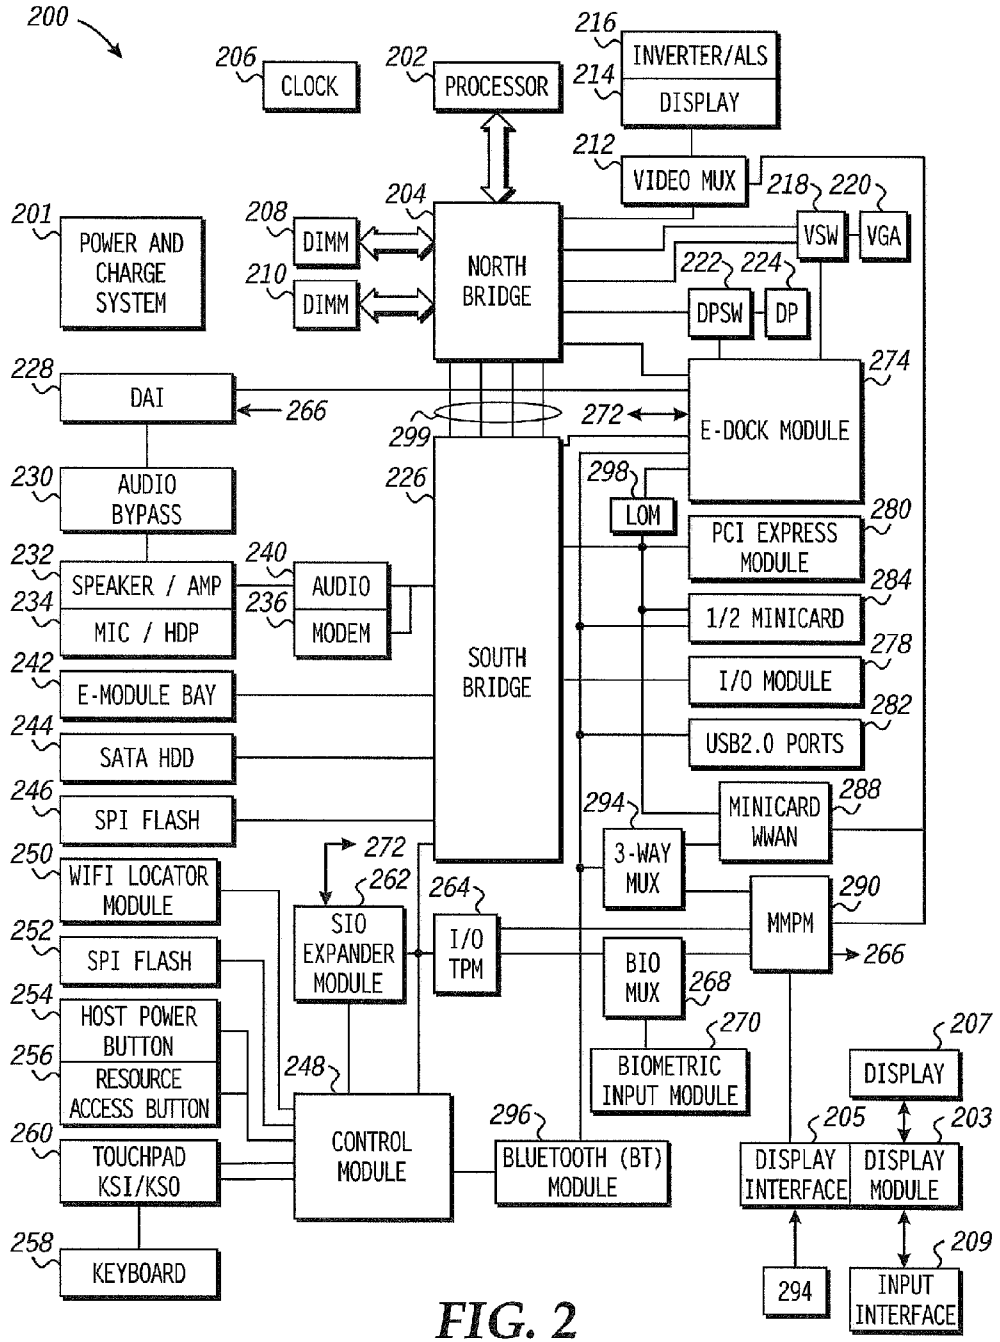 200
206
CLOCK
202
PROCESSOR
216
INVERTER/ALS
214
DISPLAY
212
VIDEO MUX
201
POWER AND
CHARGE
SYSTEM
208
DIMM
210
DIMM
204
NORTH
BRIDGE
218
VSW
220
VGA
222
DPSW
224
DP
228
DAI
266
299
272
274
E-DOCK MODULE
230
AUDIO
BYPASS
226
SOUTH
BRIDGE
298
LOM
280
PCI EXPRESS
MODULE
232
SPEAKER / AMP
234
MIC / HDP
240
AUDIO
236
MODEM
284
1/2 MINICARD
242
E-MODULE BAY
278
I/O MODULE
244
SATA HDD
282
USB2.0 PORTS
246
SPI FLASH
288
MINICARD
WWAN
294
3-WAY
MUX
250
WIFI LOCATOR
MODULE
272
262
SIO
EXPANDER
MODULE
264
I/O
TPM
290
MMPM
266
252
SPI FLASH
BIO
MUX
268
254
HOST POWER
BUTTON
256
RESOURCE
ACCESS BUTTON
270
BIOMETRIC
INPUT MODULE
207
DISPLAY
248
CONTROL
MODULE
260
TOUCHPAD
KSI/KSO
296
BLUETOOTH (BT)
MODULE
205
DISPLAY
INTERFACE
203
DISPLAY
MODULE
258
KEYBOARD
294
209
INPUT
INTERFACE
FIG. 2